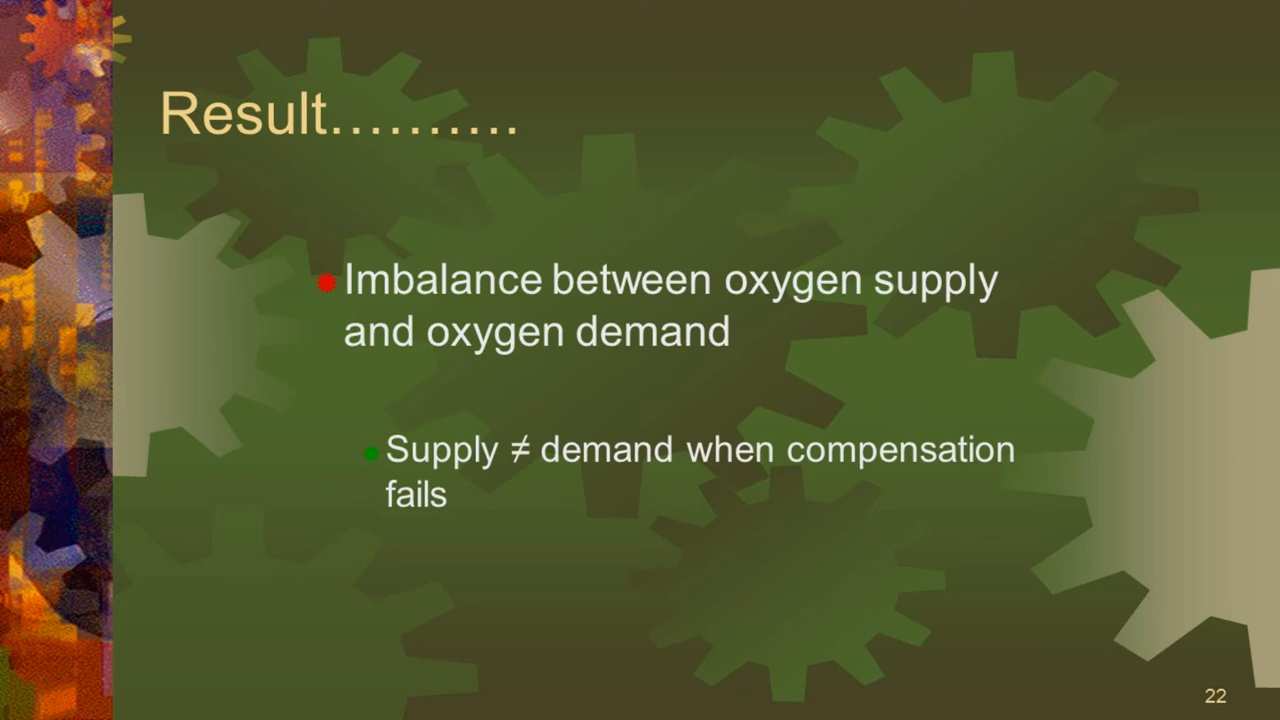 Result..........
Imbalance between oxygen supply
and oxygen demand
Supply ≠ demand when compensation
fails
22